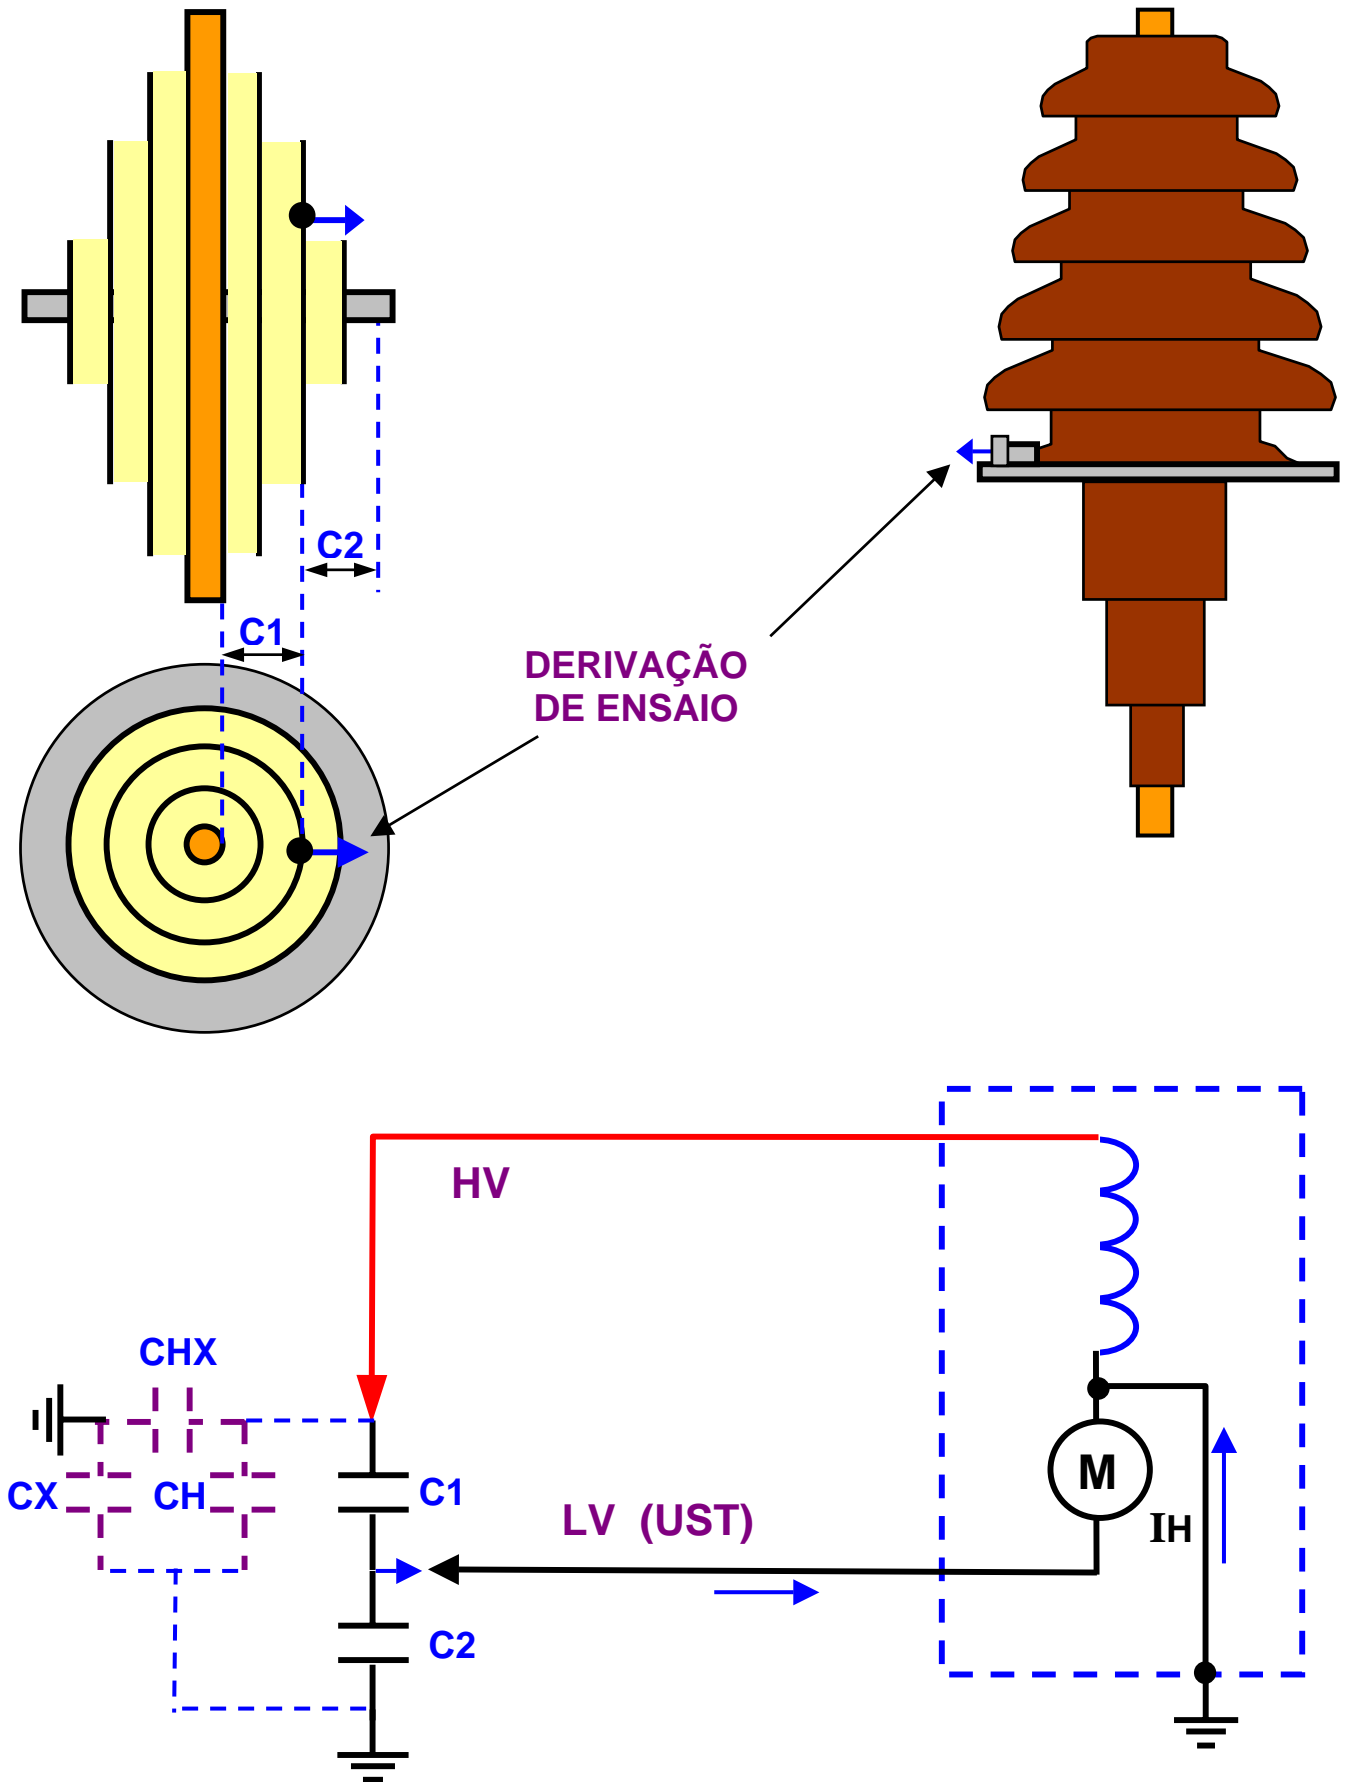 C2
C1
DERIVAÇÃO
DE ENSAIO
HV
CHX
CX
CH
C1
M
LV (UST)
IH
C2